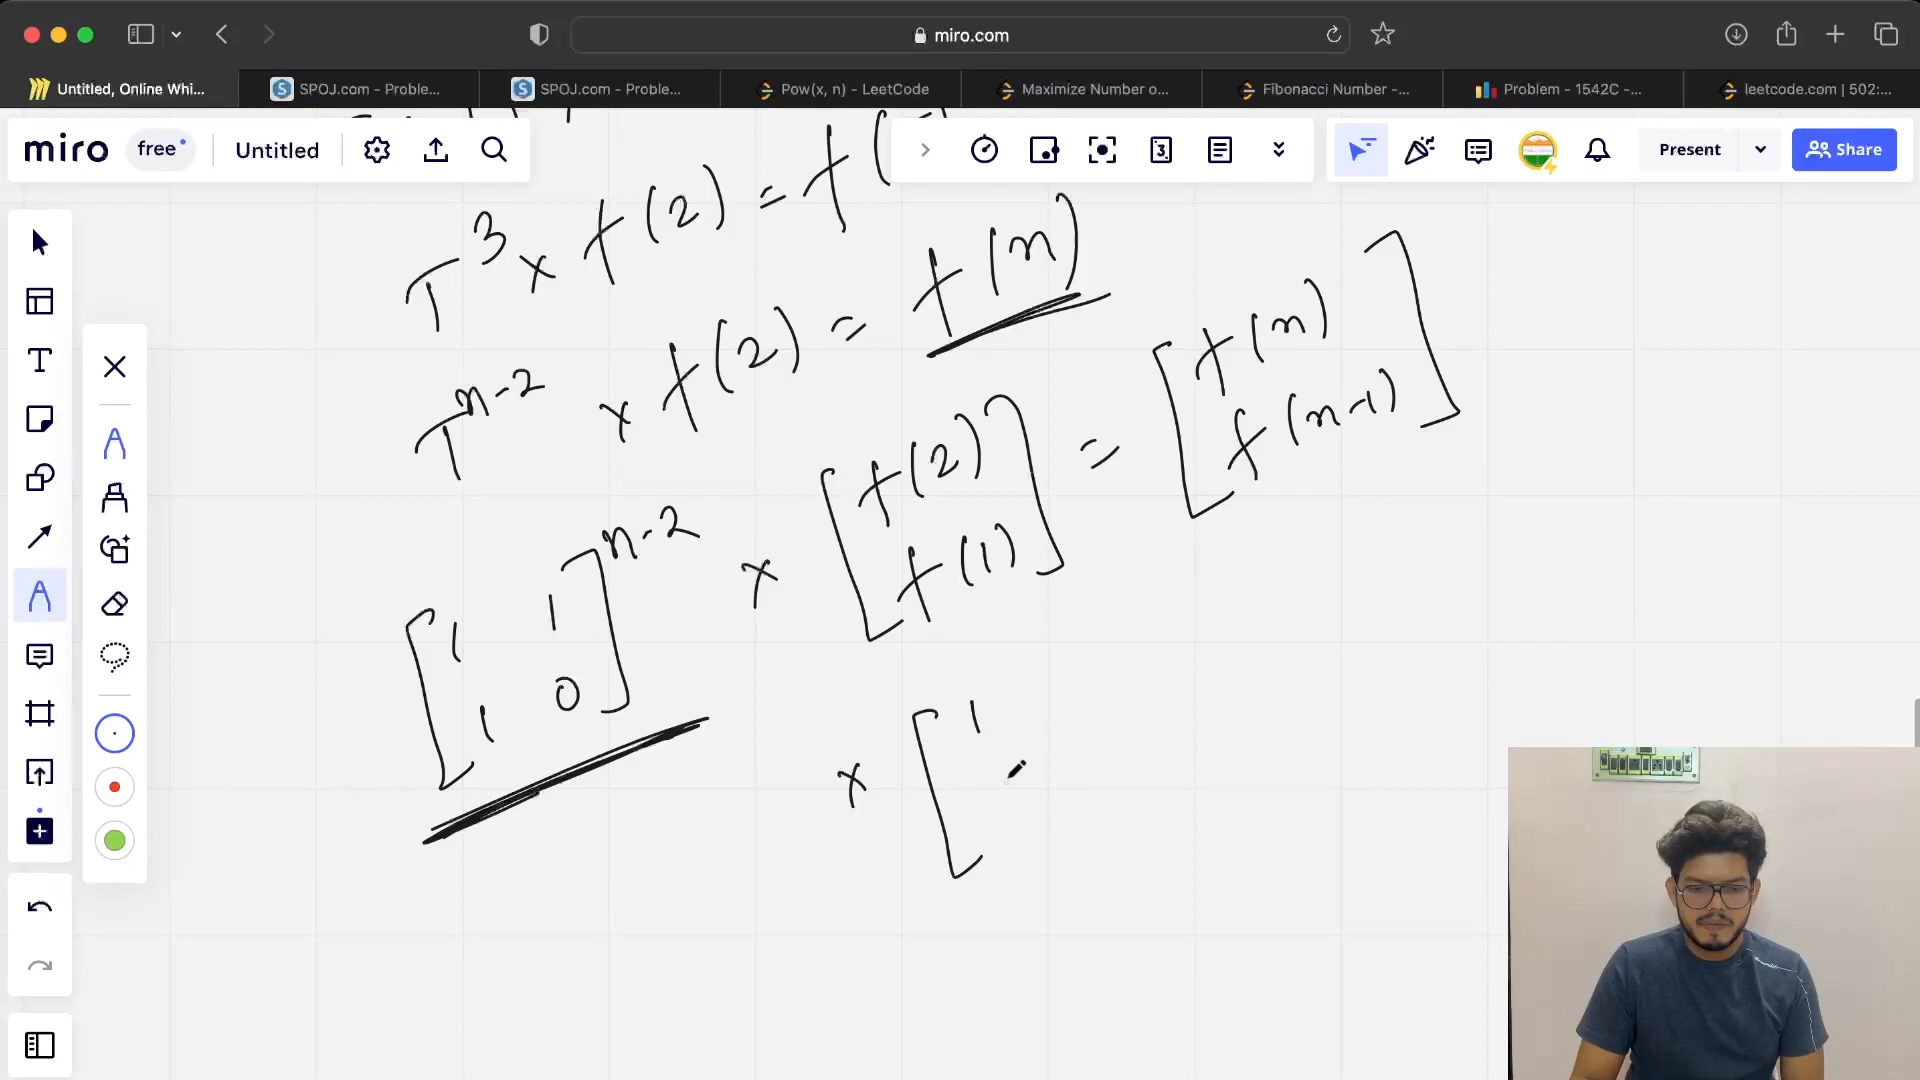 miro.com
Untitled, Online Whi...
SPOJ.com - Proble...
SPOJ.com - Proble...
Pow(x, n) - LeetCode
Maximize Number o...
Fibonacci Number -...
Problem - 1542C -...
leetcode.com | 502:...
miro free Untitled
3
Present
Share
T^3 x f(2) = f(
T^n-2 x f(2) = f(n)
[1 1
1 0]^n-2 x [f(2)
f(1)] = [f(n)
f(n-1)]
x [1